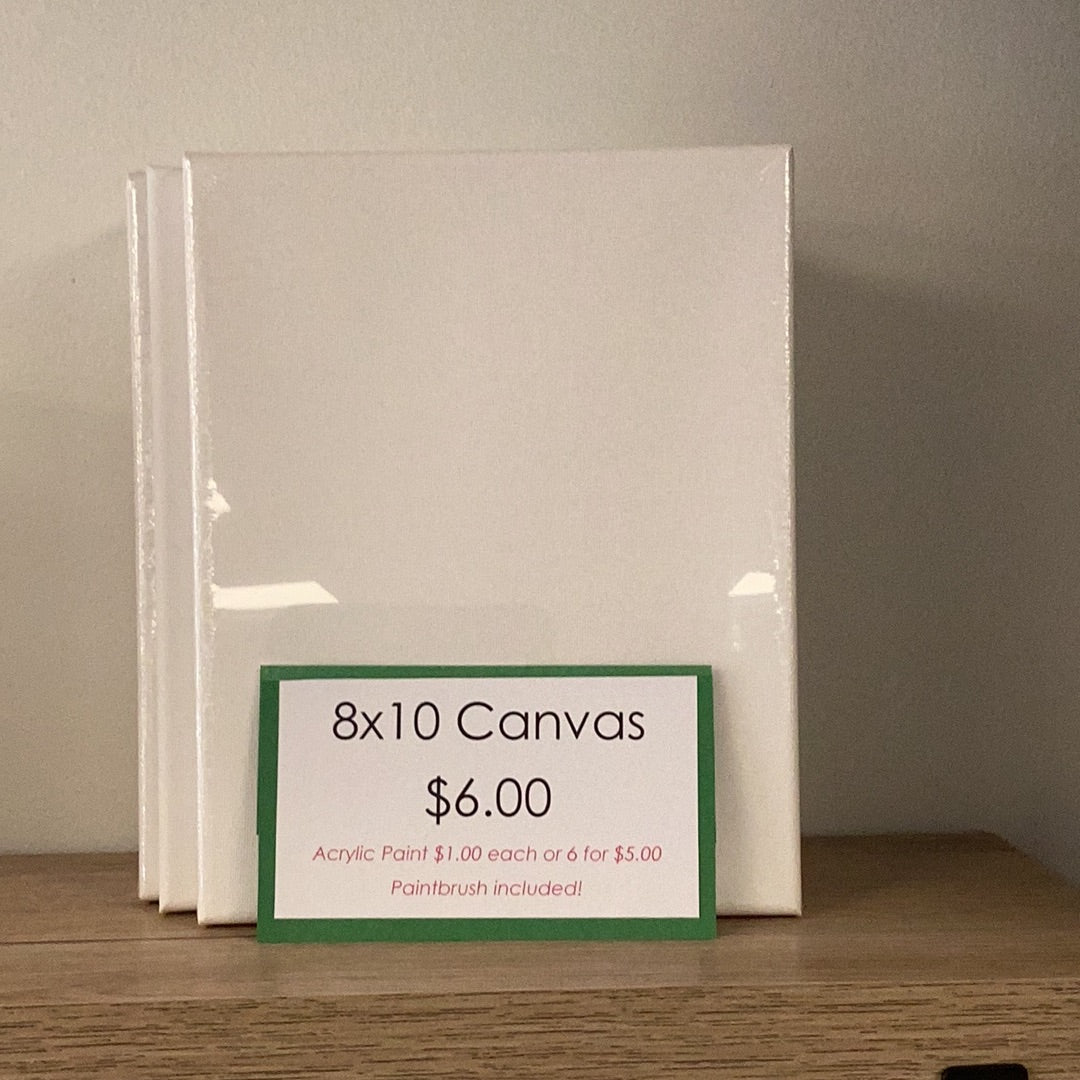 8x10 Canvas
$6.00
Acrylic Paint $1.00 each or 6 for $5.00
Paintbrush included!